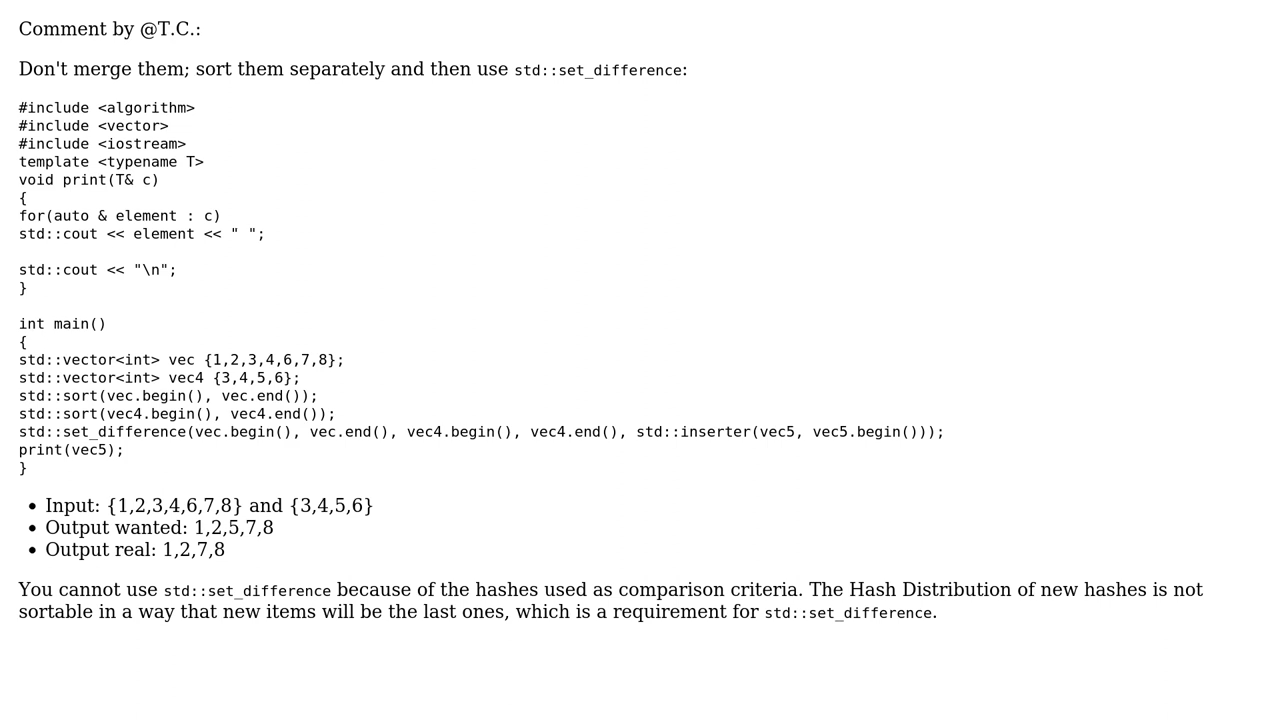 Comment by @T.C.:
Don't merge them; sort them separately and then use std::set_difference:
#include <algorithm>
#include <vector>
#include <iostream>
template <typename T>
void print(T& c)
{
for(auto & element : c)
std::cout << element << " ";
std::cout << "\n";
}
int main()
{
std::vector<int> vec {1,2,3,4,6,7,8};
std::vector<int> vec4 {3,4,5,6};
std::sort(vec.begin(), vec.end());
std::sort(vec4.begin(), vec4.end());
std::set_difference(vec.begin(), vec.end(), vec4.begin(), vec4.end(), std::inserter(vec5, vec5.begin()));
print(vec5);
}
• Input: {1,2,3,4,6,7,8} and {3,4,5,6}
• Output wanted: 1,2,5,7,8
• Output real: 1,2,7,8
You cannot use std::set_difference because of the hashes used as comparison criteria. The Hash Distribution of new hashes is not
sortable in a way that new items will be the last ones, which is a requirement for std::set_difference.